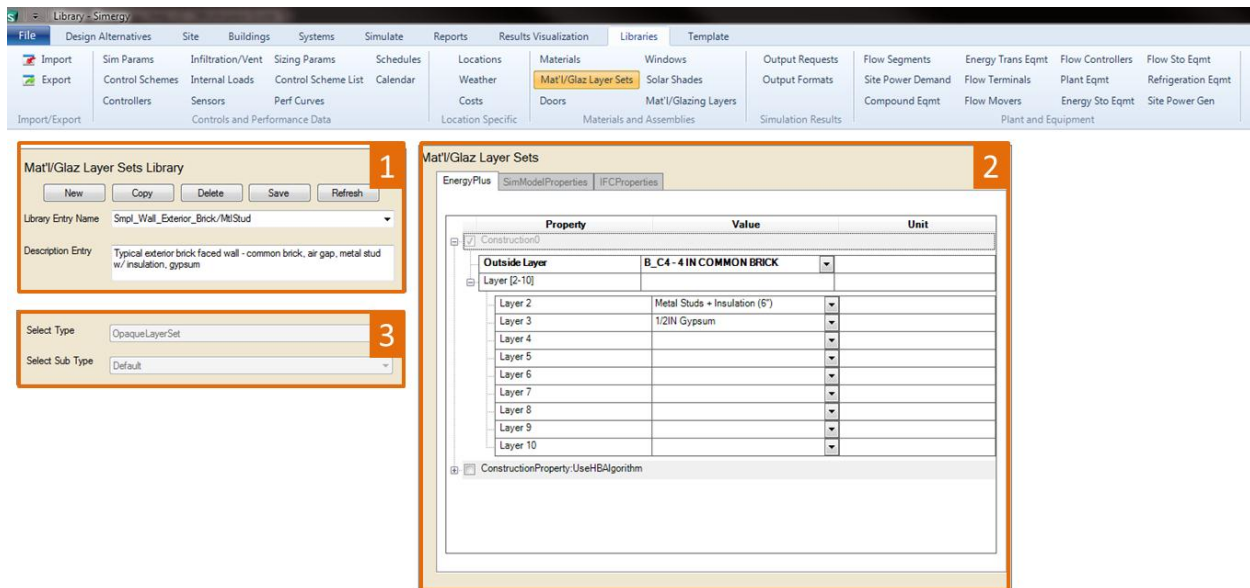 Library - Simergy
File Design Alternatives Site Buildings Systems Simulate Reports Results Visualization Libraries Template
Import Sim Params Infiltration/Vent Sizing Params Schedules Locations Materials Windows Output Requests Flow Segments Energy Trans Eqmt Flow Controllers Flow Sto Eqmt
Export Control Schemes Internal Loads Control Scheme List Calendar Weather Mat'l/Glaz Layer Sets Solar Shades Output Formats Site Power Demand Flow Terminals Plant Eqmt Refrigeration Eqmt
Controllers Sensors Perf Curves Costs Doors Mat'l/Glazing Layers Compound Eqmt Flow Movers Energy Sto Eqmt Site Power Gen
Import/Export Controls and Performance Data Location Specific Materials and Assemblies Simulation Results Plant and Equipment
Mat'l/Glaz Layer Sets Library
1
New Copy Delete Save Refresh
Library Entry Name Smpl_Wall_Exterior_Brick/MtlStud
Description Entry Typical exterior brick faced wall - common brick, air gap, metal stud
w/ insulation, gypsum
Select Type OpaqueLayerSet
3
Select Sub Type Default
Mat'l/Glaz Layer Sets
2
EnergyPlus SimModelProperties IFCProperties
Property Value Unit
Construction0
Outside Layer B_C4 - 4 IN COMMON BRICK
Layer [2-10]
Layer 2 Metal Studs + Insulation (6")
Layer 3 1/2IN Gypsum
Layer 4
Layer 5
Layer 6
Layer 7
Layer 8
Layer 9
Layer 10
ConstructionProperty:UseHBAlgorithm